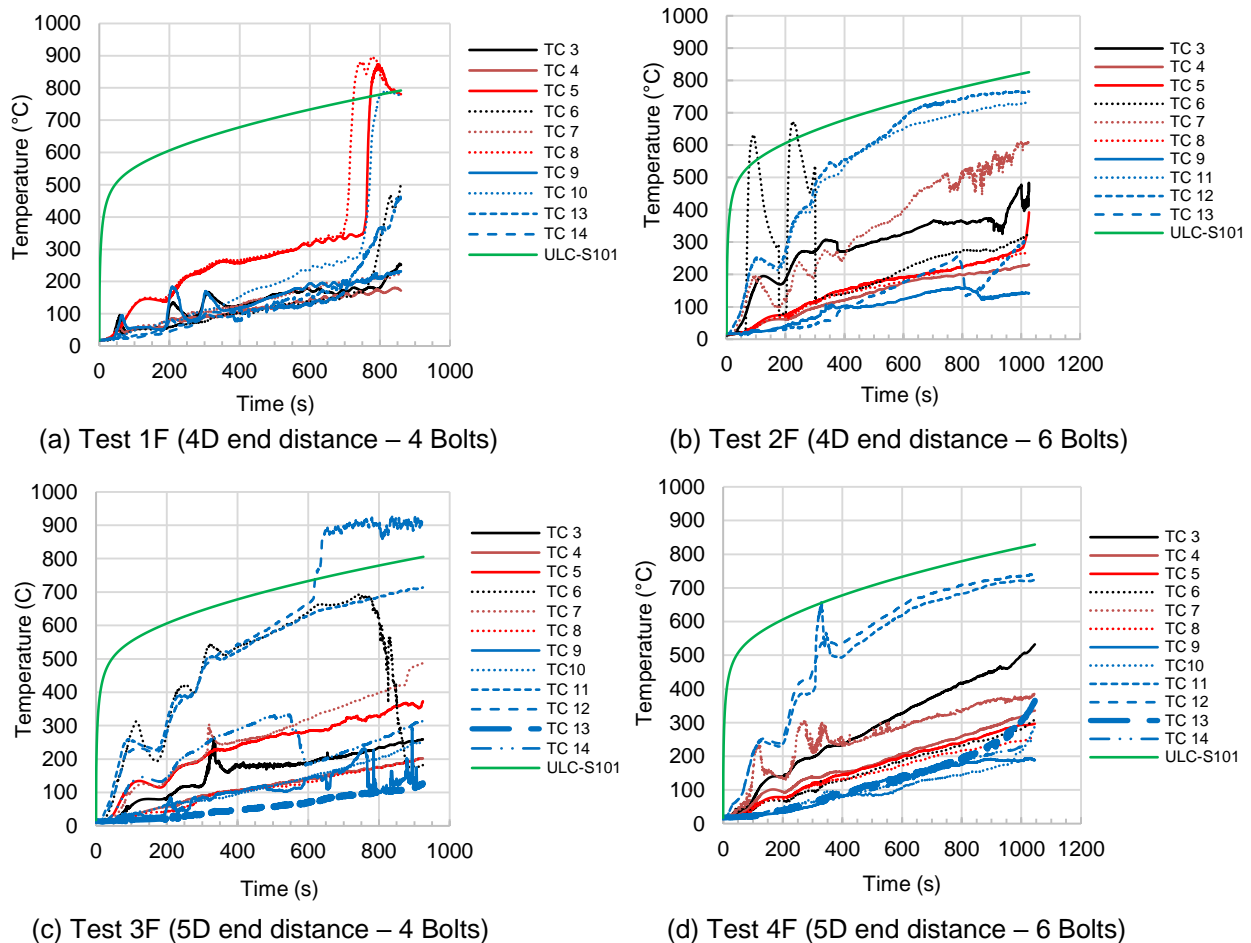 1000
900
800
700
600
500
400
300
200
100
0
Temperature (°C)
0 200 400 600 800 1000
Time (s)
TC 3
TC 4
TC 5
TC 6
TC 7
TC 8
TC 9
TC 10
TC 13
TC 14
ULC-S101
(a) Test 1F (4D end distance – 4 Bolts)
1000
900
800
700
600
500
400
300
200
100
0
Temperature (°C)
0 200 400 600 800 1000 1200
Time (s)
TC 3
TC 4
TC 5
TC 6
TC 7
TC 8
TC 9
TC 11
TC 12
TC 13
ULC-S101
(b) Test 2F (4D end distance – 6 Bolts)
1000
900
800
700
600
500
400
300
200
100
0
Temperature (C)
0 200 400 600 800 1000
Time (s)
TC 3
TC 4
TC 5
TC 6
TC 7
TC 8
TC 9
TC10
TC 11
TC 12
TC 13
TC 14
ULC-S101
(c) Test 3F (5D end distance – 4 Bolts)
1000
900
800
700
600
500
400
300
200
100
0
Temperature (°C)
0 200 400 600 800 1000 1200
Time (s)
TC 3
TC 4
TC 5
TC 6
TC 7
TC 8
TC 9
TC10
TC 11
TC 12
TC 13
TC 14
ULC-S101
(d) Test 4F (5D end distance – 6 Bolts)